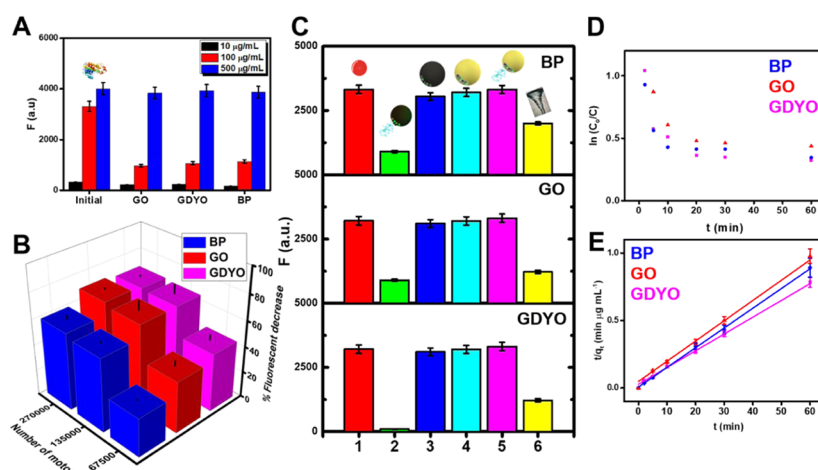 A
6000
4000
2000
0
F (a.u)
10 µg/mL
100 µg/mL
500 µg/mL
Initial
GO
GDYO
BP
B
BP
GO
GDYO
100
80
60
40
20
0
% Fluorescent decrease
270000
135000
67500
Number of moto
C
5000
2500
5000
2500
5000
2500
0
F (a.u.)
BP
GO
GDYO
1 2 3 4 5 6
D
BP
GO
GDYO
ln (C₀/C)
1.0
0.5
0.0
0 10 20 30 40 50 60
t (min)
E
BP
GO
GDYO
t/qₜ (min µg mL⁻¹)
1.0
0.5
0.0
0 10 20 30 40 50 60
t (min)